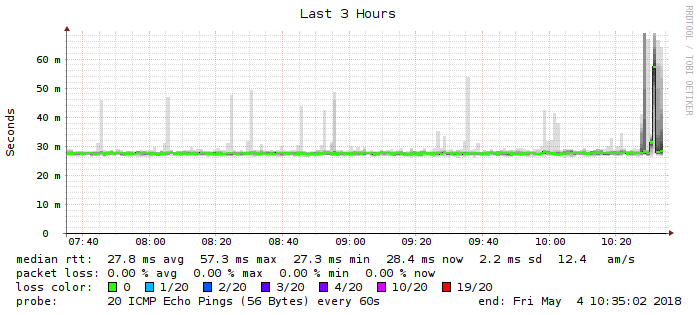 Last 3 Hours
RRDTOOL / TOBI OETIKER
Seconds
60 m
50 m
40 m
30 m
20 m
10 m
0
07:40 08:00 08:20 08:40 09:00 09:20 09:40 10:00 10:20
median rtt: 27.8 ms avg 57.3 ms max 27.3 ms min 28.4 ms now 2.2 ms sd 12.4 am/s
packet loss: 0.00 % avg 0.00 % max 0.00 % min 0.00 % now
loss color: 0 1/20 2/20 3/20 4/20 10/20 19/20
probe: 20 ICMP Echo Pings (56 Bytes) every 60s end: Fri May 4 10:35:02 2018